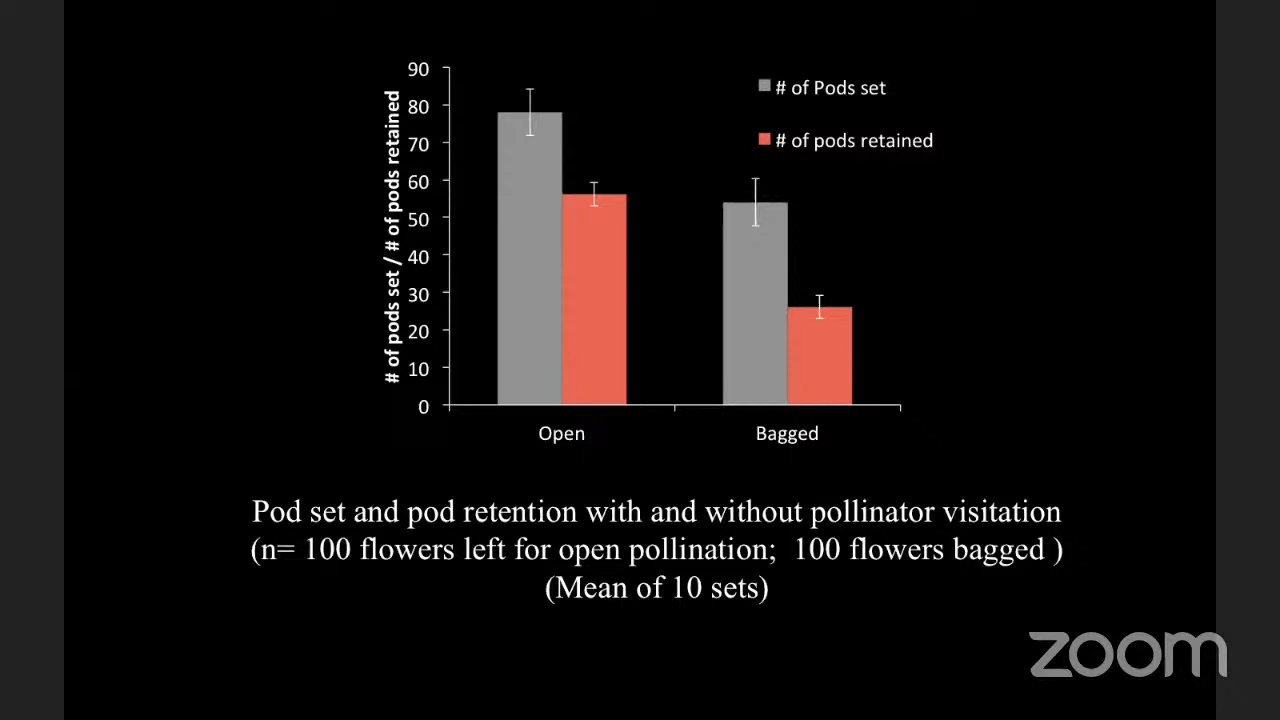 # of pods set / # of pods retained
90
80
70
60
50
40
30
20
10
0
# of Pods set
# of pods retained
Open
Bagged
Pod set and pod retention with and without pollinator visitation
(n= 100 flowers left for open pollination;  100 flowers bagged )
(Mean of 10 sets)
zoom